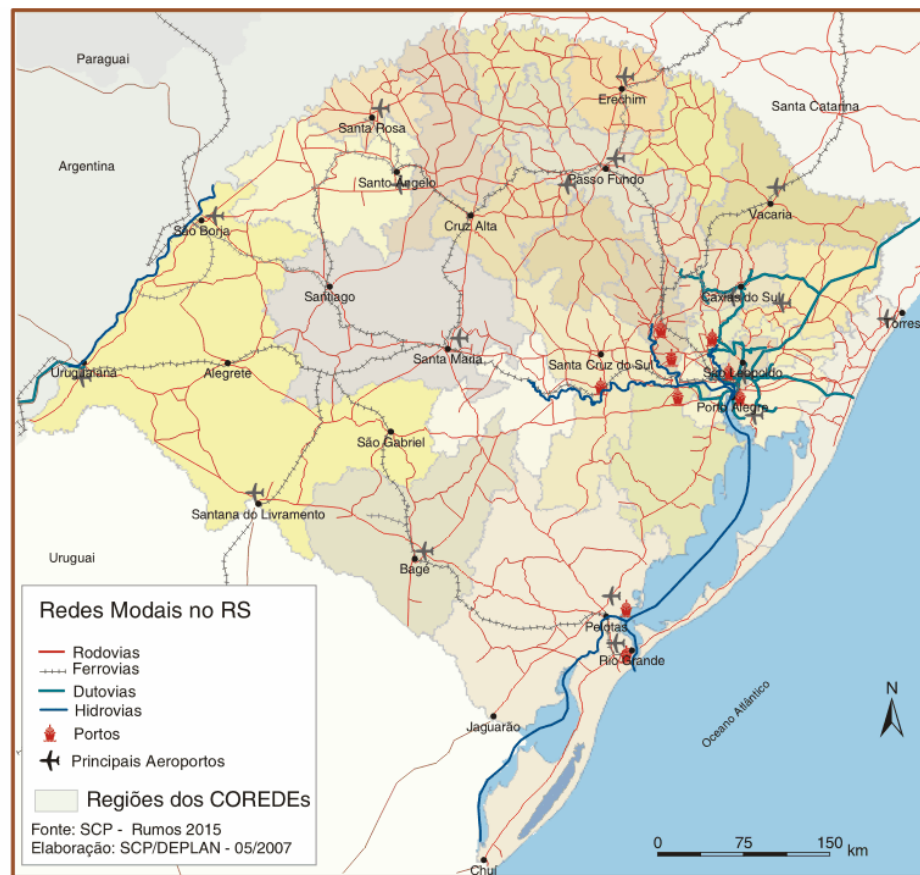 Paraguai
Santa Catarina
Argentina
Erechim
Santa Rosa
Santo Ângelo
Passo Fundo
Vacaria
São Borja
Cruz Alta
Santiago
Caxias do Sul
Torres
Uruguaiana
Alegrete
Santa Maria
Santa Cruz do Sul
São Leopoldo
Porto Alegre
São Gabriel
Santana do Livramento
Uruguai
Bagé
Pelotas
Rio Grande
Jaguarão
Chuí
Oceano Atlântico
N
Redes Modais no RS
Rodovias
Ferrovias
Dutovias
Hidrovias
Portos
Principais Aeroportos
Regiões dos COREDEs
Fonte: SCP - Rumos 2015
Elaboração: SCP/DEPLAN - 05/2007
0 75 150 km